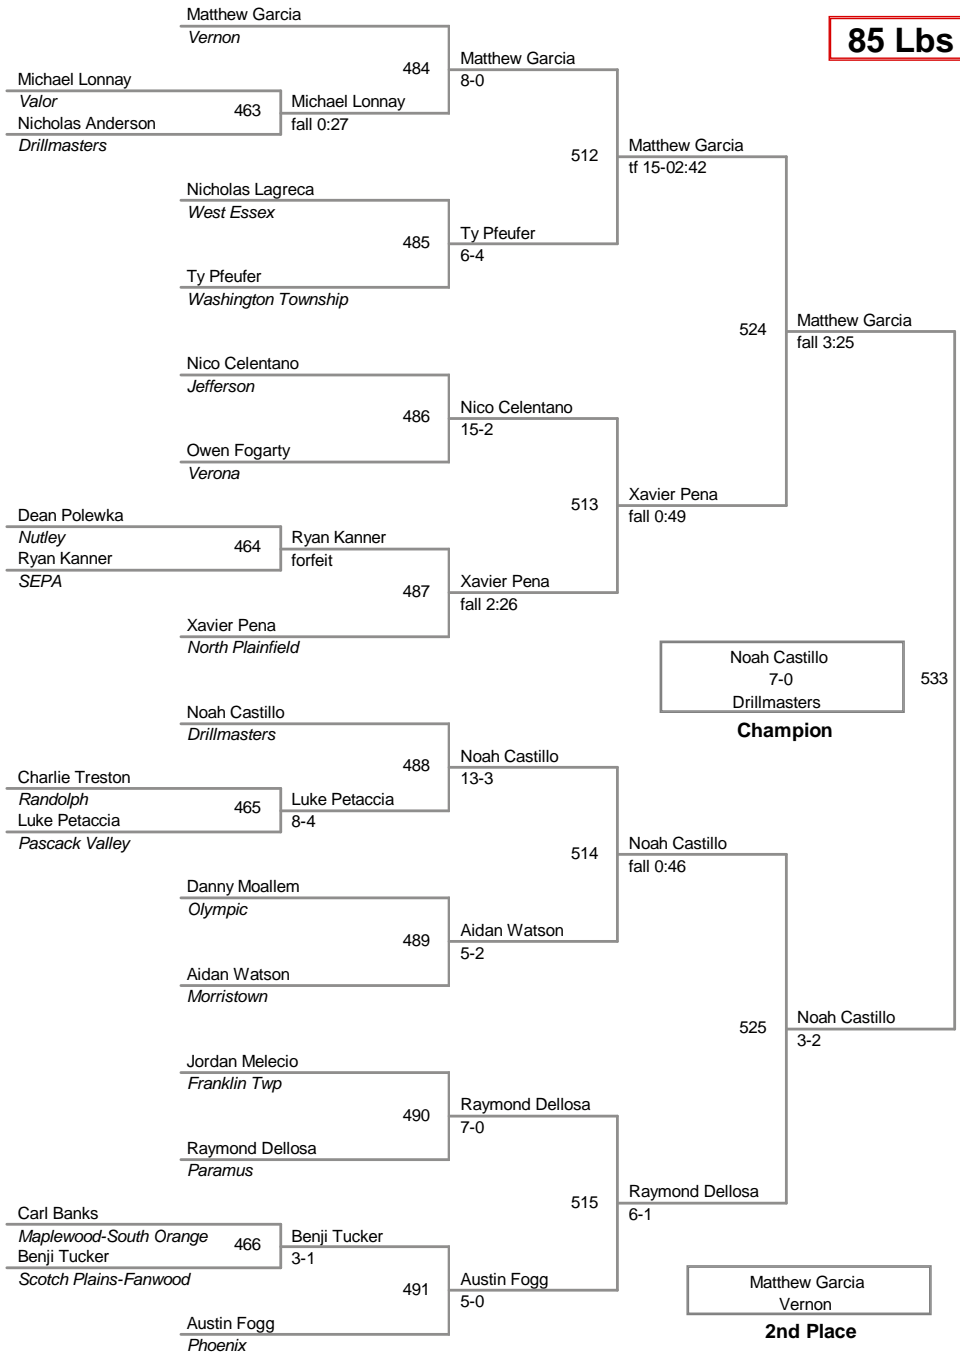 Matthew Garcia
Vernon
85 Lbs
484
Matthew Garcia
8-0
Michael Lonnay
Valor
463
Michael Lonnay
fall 0:27
Nicholas Anderson
Drillmasters
512
Matthew Garcia
tf 15-02:42
Nicholas Lagreca
West Essex
485
Ty Pfeufer
6-4
Ty Pfeufer
Washington Township
524
Matthew Garcia
fall 3:25
Nico Celentano
Jefferson
486
Nico Celentano
15-2
Owen Fogarty
Verona
513
Xavier Pena
fall 0:49
Dean Polewka
Nutley
464
Ryan Kanner
forfeit
Ryan Kanner
SEPA
487
Xavier Pena
fall 2:26
Xavier Pena
North Plainfield
Noah Castillo
7-0
Drillmasters
533
Champion
Noah Castillo
Drillmasters
488
Noah Castillo
13-3
Charlie Treston
Randolph
465
Luke Petaccia
8-4
Luke Petaccia
Pascack Valley
514
Noah Castillo
fall 0:46
Danny Moallem
Olympic
489
Aidan Watson
5-2
Aidan Watson
Morristown
525
Noah Castillo
3-2
Jordan Melecio
Franklin Twp
490
Raymond Dellosa
7-0
Raymond Dellosa
Paramus
515
Raymond Dellosa
6-1
Carl Banks
Maplewood-South Orange
466
Benji Tucker
3-1
Benji Tucker
Scotch Plains-Fanwood
491
Austin Fogg
5-0
Austin Fogg
Phoenix
Matthew Garcia
Vernon
2nd Place